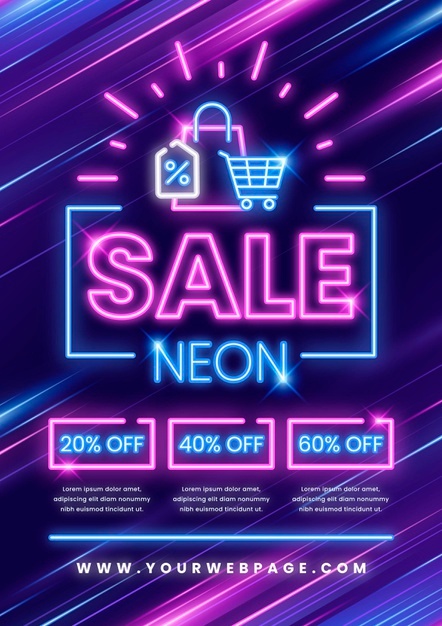 %
SALE
NEON
20% OFF
40% OFF
60% OFF
Lorem ipsum dolor amet,
adipiscing elit diam nonummy
nibh euismod tincidunt ut.
Lorem ipsum dolor amet,
adipiscing elit diam nonummy
nibh euismod tincidunt ut.
Lorem ipsum dolor amet,
adipiscing elit diam nonummy
nibh euismod tincidunt ut.
WWW.YOURWEBPAGE.COM